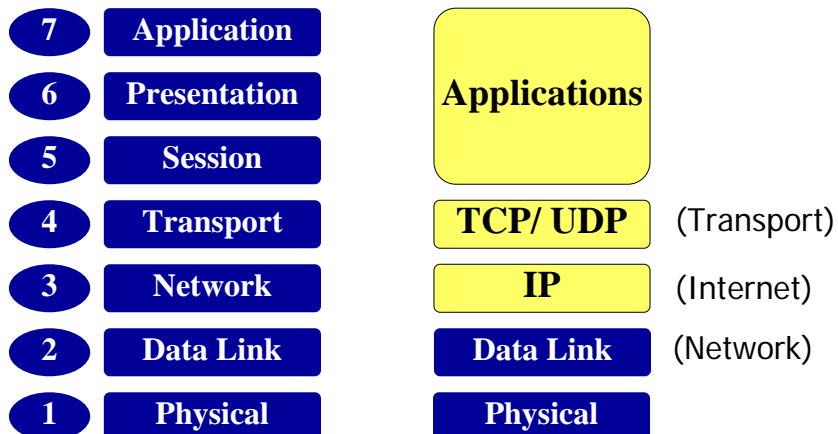 7 Application
6 Presentation Applications
5 Session
4 Transport TCP/ UDP (Transport)
3 Network IP (Internet)
2 Data Link Data Link (Network)
1 Physical Physical